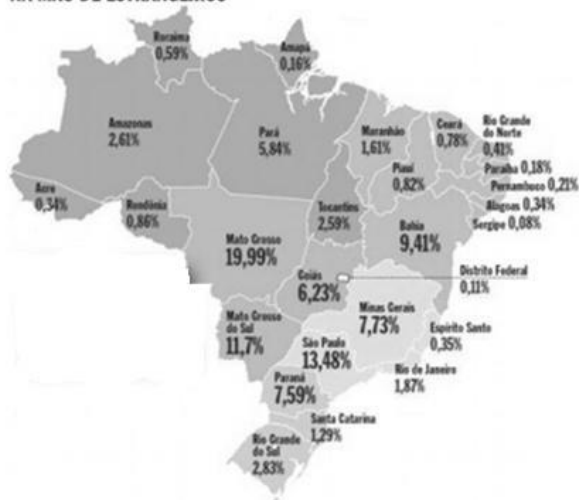 Roraima
0,59%
Amapá
0,16%
Amazonas
2,61%
Pará
5,84%
Maranhão
1,61%
Ceará
0,78%
Rio Grande
do Norte
0,41%
Piauí
0,82%
Paraíba 0,18%
Pernambuco 0,21%
Alagoas 0,34%
Sergipe 0,08%
Acre
0,34%
Rondônia
0,86%
Tocantins
2,59%
Bahia
9,41%
Mato Grosso
19,99%
Goiás
6,23%
Distrito Federal
0,11%
Minas Gerais
7,73%
Mato Grosso
do Sul
11,7%
Espírito Santo
0,35%
São Paulo
13,48%
Rio de Janeiro
1,87%
Paraná
7,59%
Santa Catarina
1,29%
Rio Grande
do Sul
2,83%